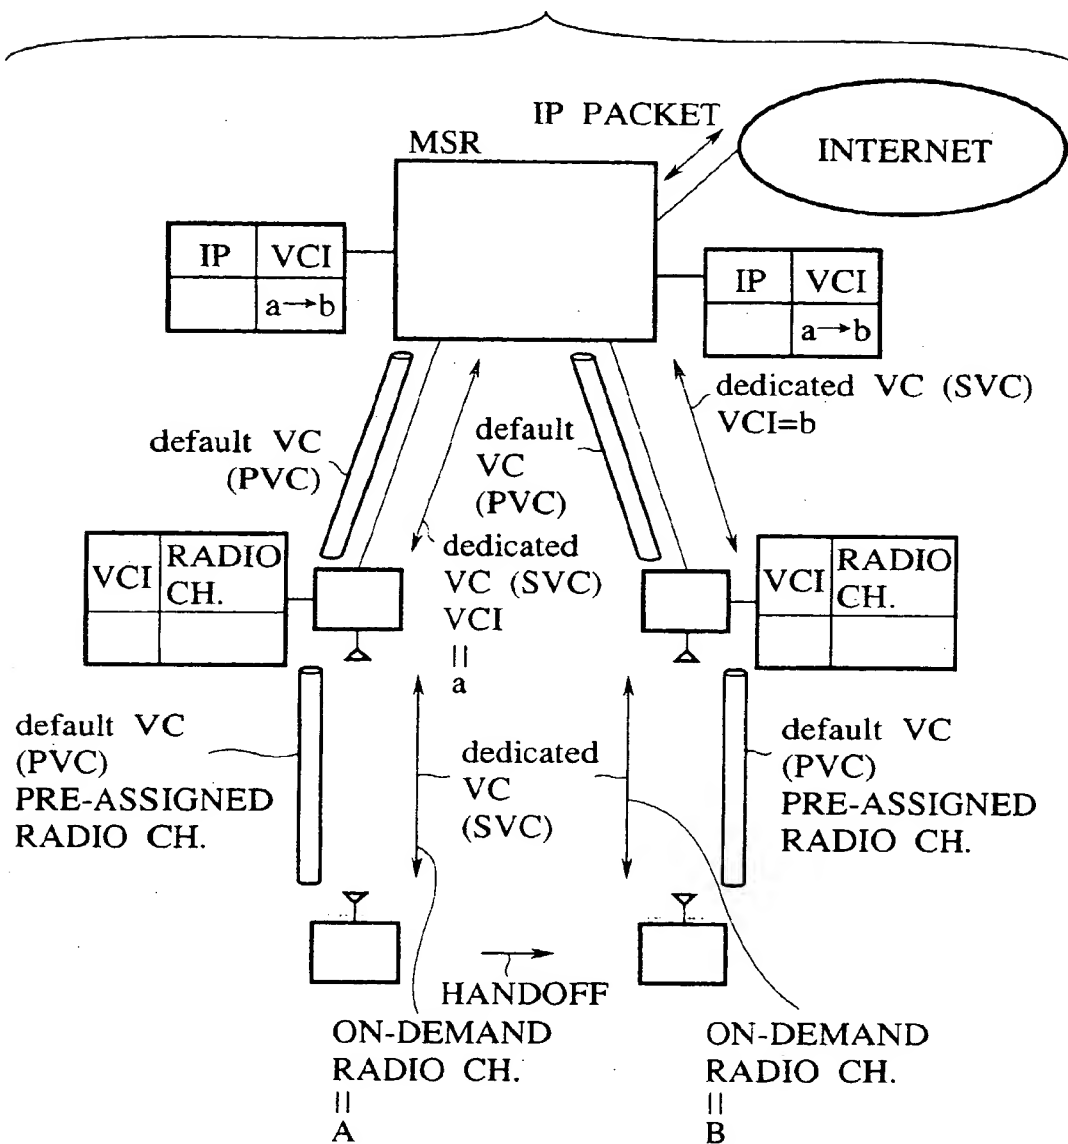 IP PACKET
INTERNET
MSR
IP VCI
a→b
IP VCI
a→b
dedicated VC (SVC)
VCI=b
default VC
(PVC)
default
VC
(PVC)
dedicated
VC (SVC)
VCI
=
a
VCI
RADIO
CH.
VCI
RADIO
CH.
default VC
(PVC)
PRE-ASSIGNED
RADIO CH.
dedicated
VC
(SVC)
default VC
(PVC)
PRE-ASSIGNED
RADIO CH.
HANDOFF
ON-DEMAND
RADIO CH.
=
A
ON-DEMAND
RADIO CH.
=
B